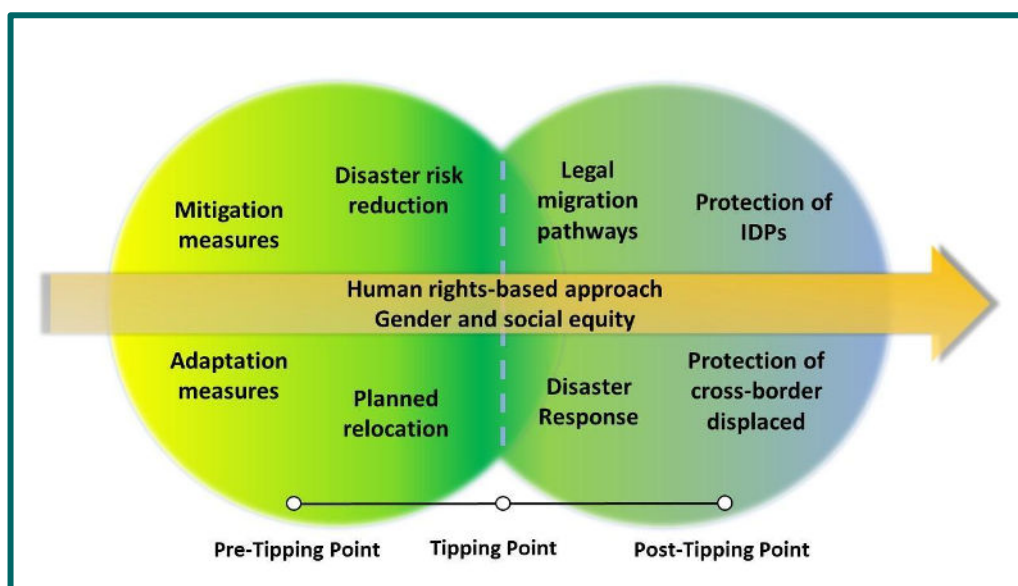 Disaster risk
reduction
Legal
migration
pathways
Mitigation
measures
Protection of
IDPs
Human rights-based approach
Gender and social equity
Adaptation
measures
Planned
relocation
Disaster
Response
Protection of
cross-border
displaced
Pre-Tipping Point
Tipping Point
Post-Tipping Point